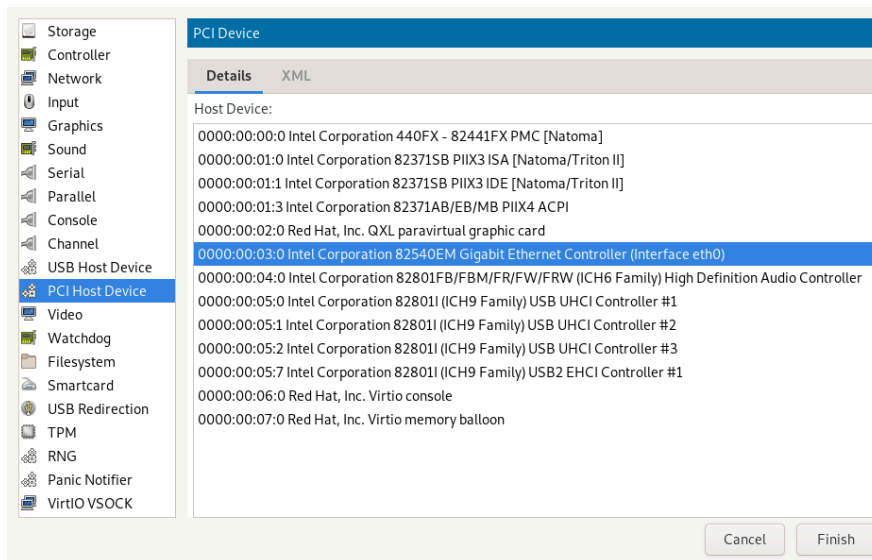 Storage
Controller
Network
Input
Graphics
Sound
Serial
Parallel
Console
Channel
USB Host Device
PCI Host Device
Video
Watchdog
Filesystem
Smartcard
USB Redirection
TPM
RNG
Panic Notifier
VirtIO VSOCK
PCI Device
Details XML
Host Device:
0000:00:00:0 Intel Corporation 440FX - 82441FX PMC [Natoma]
0000:00:01:0 Intel Corporation 82371SB PIIX3 ISA [Natoma/Triton II]
0000:00:01:1 Intel Corporation 82371SB PIIX3 IDE [Natoma/Triton II]
0000:00:01:3 Intel Corporation 82371AB/EB/MB PIIX4 ACPI
0000:00:02:0 Red Hat, Inc. QXL paravirtual graphic card
0000:00:03:0 Intel Corporation 82540EM Gigabit Ethernet Controller (Interface eth0)
0000:00:04:0 Intel Corporation 82801FB/FBM/FR/FW/FRW (ICH6 Family) High Definition Audio Controller
0000:00:05:0 Intel Corporation 82801I (ICH9 Family) USB UHCI Controller #1
0000:00:05:1 Intel Corporation 82801I (ICH9 Family) USB UHCI Controller #2
0000:00:05:2 Intel Corporation 82801I (ICH9 Family) USB UHCI Controller #3
0000:00:05:7 Intel Corporation 82801I (ICH9 Family) USB2 EHCI Controller #1
0000:00:06:0 Red Hat, Inc. Virtio console
0000:00:07:0 Red Hat, Inc. Virtio memory balloon
Cancel Finish